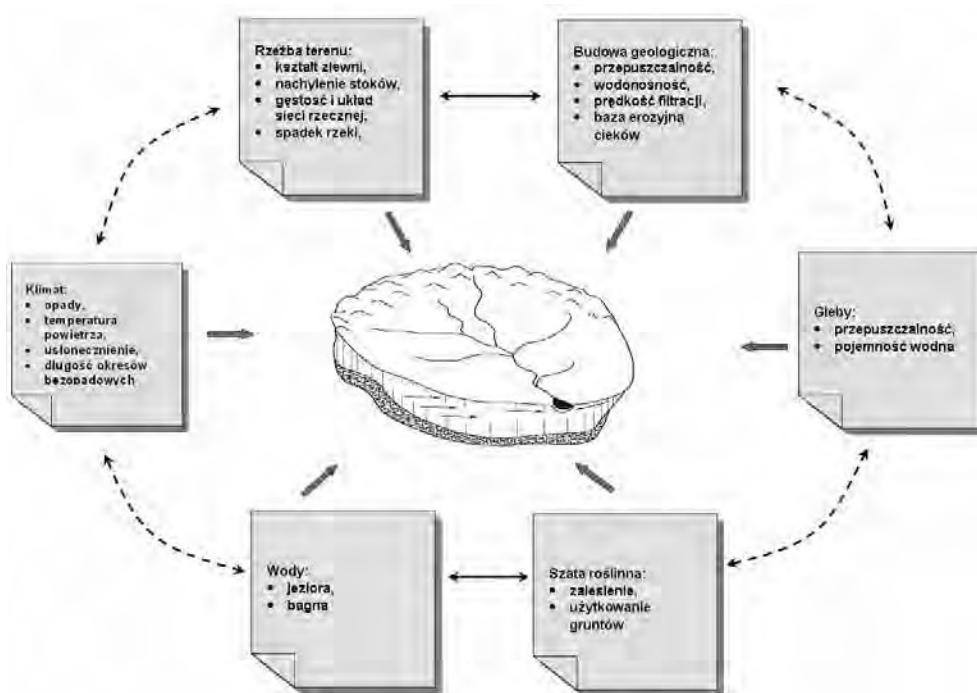 Rzeźba terenu:
• kształt zlewni,
• nachylenie stoków,
• gęstość i układ
sieci rzecznej,
• spadek rzeki,
Budowa geologiczna:
• przepuszczalność,
• wodonosność,
• prędkość filtracji,
• baza erozyjna
cieków
Klimat:
• opady,
• temperatura
powietrza,
• usłonecznienie,
• długość okresów
bezopadowych
Gleby:
• przepuszczalność,
• pojemność wodna
Wody:
• jeziora,
• bagna
Szata roślinna:
• zalesienie,
• użytkowanie
gruntów